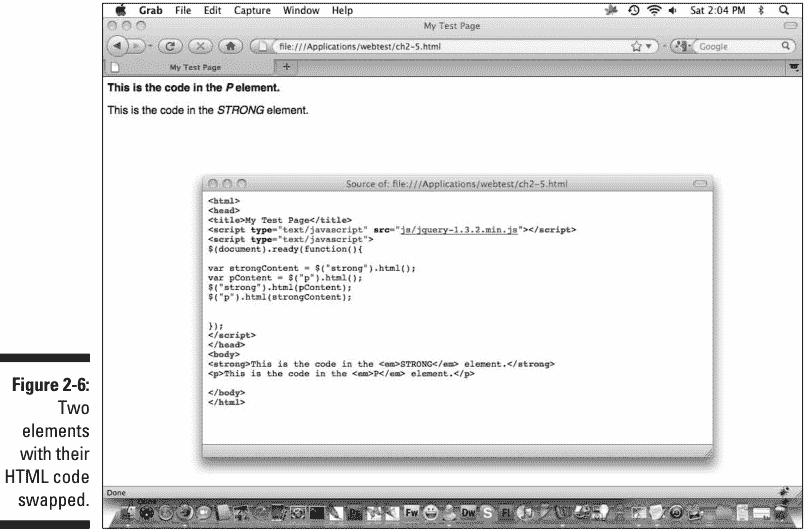 Grab File Edit Capture Window Help
Sat 2:04 PM
My Test Page
file:///Applications/webtest/ch2-5.html
Google
My Test Page
This is the code in the P element.
This is the code in the STRONG element.
Source of: file:///Applications/webtest/ch2-5.html
<html>
<head>
<title>My Test Page</title>
<script type="text/javascript" src="js/jquery-1.3.2.min.js"></script>
<script type="text/javascript">
$(document).ready(function(){
var strongContent = $("strong").html();
var pContent = $("p").html();
$("strong").html(pContent);
$("p").html(strongContent);
});
</script>
</head>
<body>
<strong>This is the code in the <em>STRONG</em> element.</strong>
<p>This is the code in the <em>P</em> element.</p>
</body>
</html>
Done
Fw
Dw
S
FL
Figure 2-6:
Two
elements
with their
HTML code
swapped.